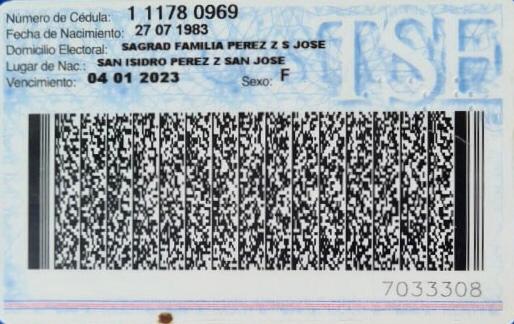 Número de Cédula: 1 1178 0969
Fecha de Nacimiento: 27 07 1983
Domicilio Electoral: SAGRAD FAMILIA PEREZ Z S JOSE
Lugar de Nac.: SAN ISIDRO PEREZ Z SAN JOSE
Vencimiento: 04 01 2023 Sexo: F
T.S.E
7033308